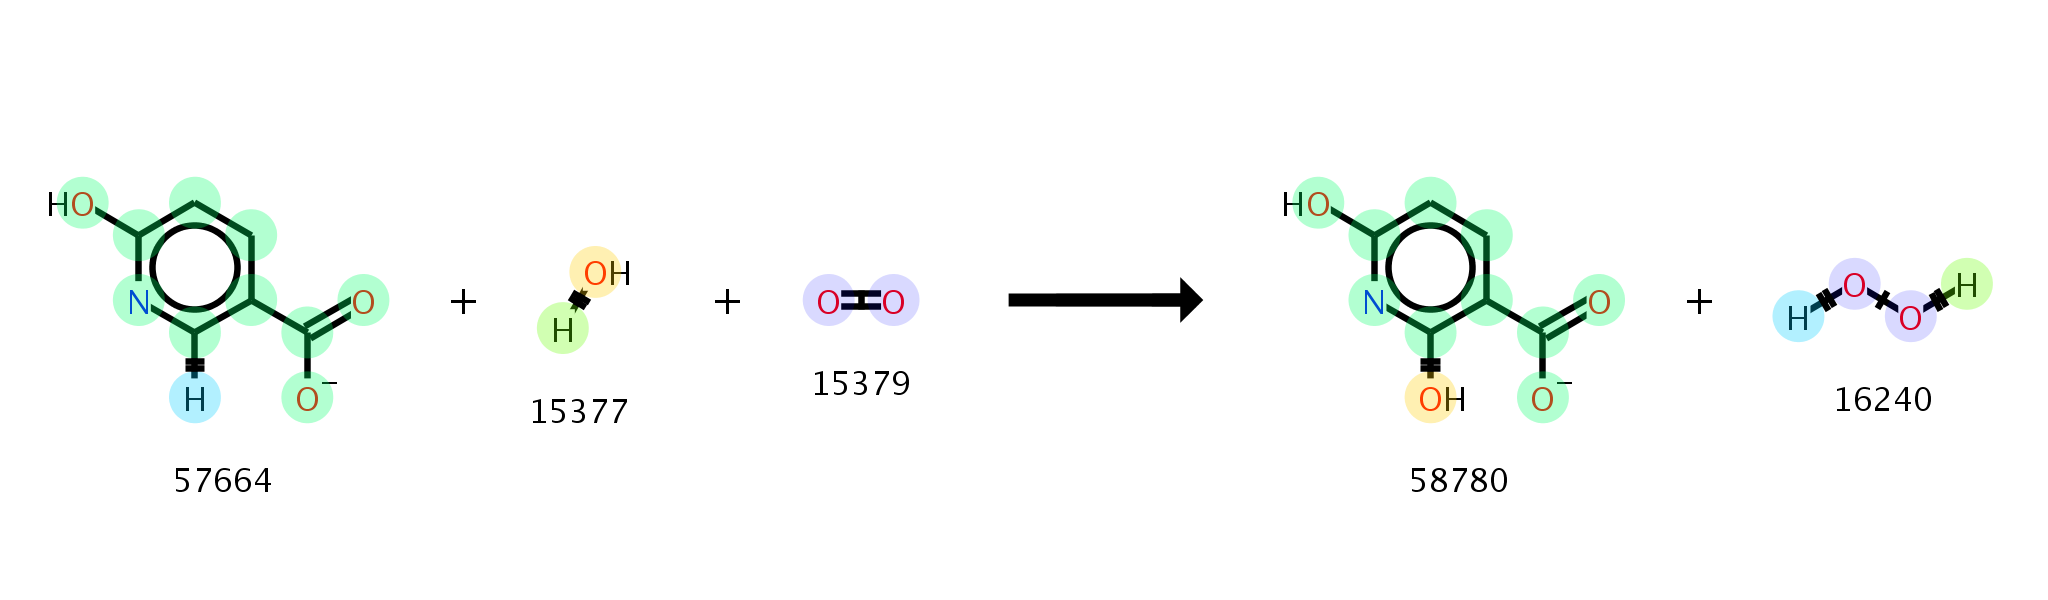 HO
N
H
O
O⁻
57664
+
OH
H
15377
+
O O
15379
HO
N
OH
O
O⁻
58780
+
H O O H
16240